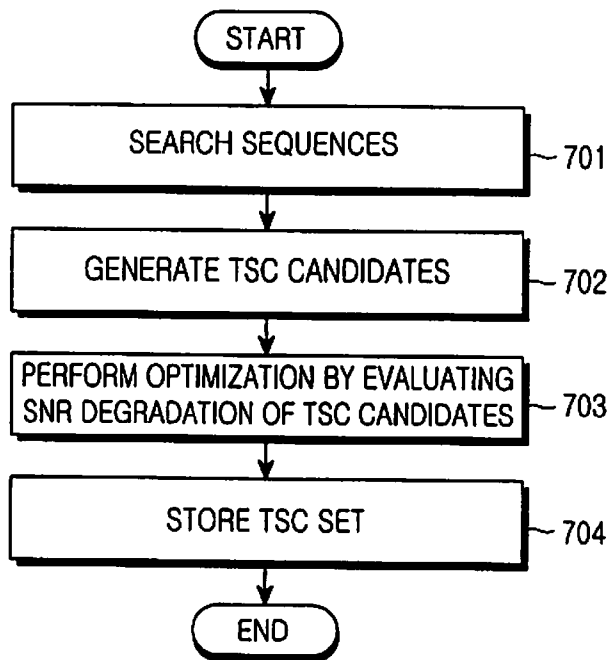 START
SEARCH SEQUENCES
701
GENERATE TSC CANDIDATES
702
PERFORM OPTIMIZATION BY EVALUATING
SNR DEGRADATION OF TSC CANDIDATES
703
STORE TSC SET
704
END